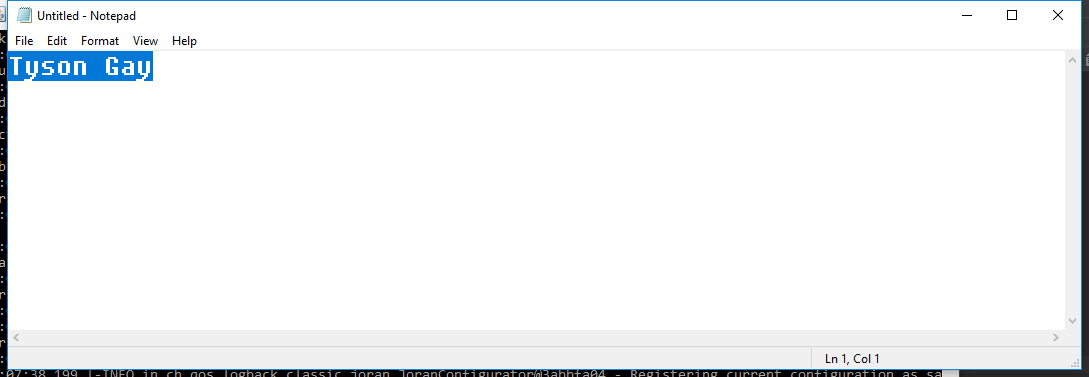 Untitled - Notepad
File Edit Format View Help
Tyson Gay
Ln 1, Col 1
:07:38,199 |-INFO in ch.qos.logback.classic.joran.JoranConfigurator@3abbfa04 - Registering current configuration as sa